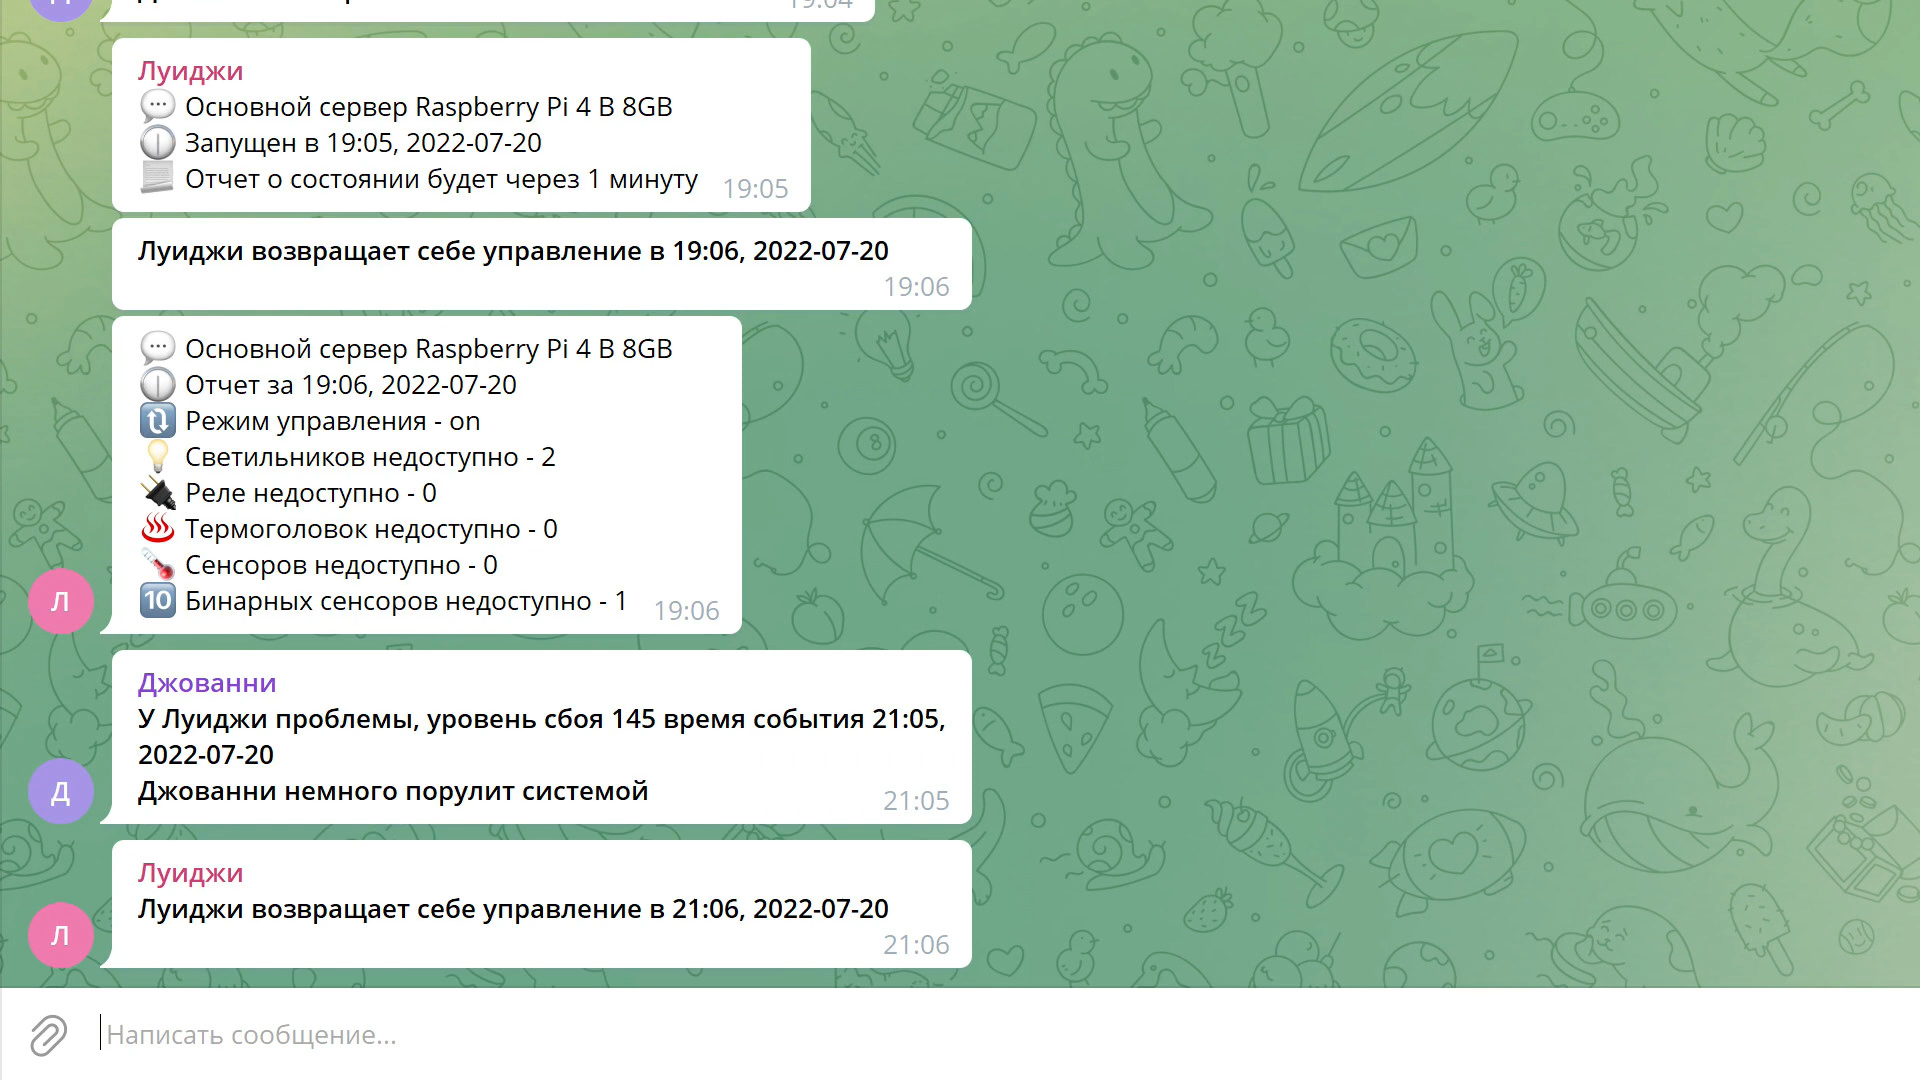 19:04
Луиджи
Основной сервер Raspberry Pi 4 B 8GB
Запущен в 19:05, 2022-07-20
Отчет о состоянии будет через 1 минуту 19:05
Луиджи возвращает себе управление в 19:06, 2022-07-20
19:06
Основной сервер Raspberry Pi 4 B 8GB
Отчет за 19:06, 2022-07-20
Режим управления - on
Светильников недоступно - 2
Реле недоступно - 0
Термоголовок недоступно - 0
Сенсоров недоступно - 0
10 Бинарных сенсоров недоступно - 1 19:06
Л
Джованни
У Луиджи проблемы, уровень сбоя 145 время события 21:05,
2022-07-20
Джованни немного порулит системой 21:05
Д
Луиджи
Луиджи возвращает себе управление в 21:06, 2022-07-20
21:06
Л
Написать сообщение...